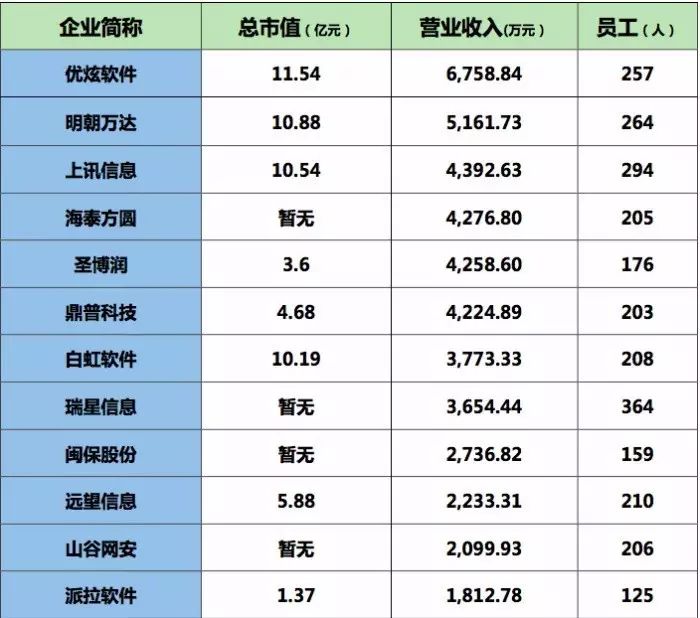 企业简称 总市值（亿元） 营业收入(万元) 员工（人）
优炫软件 11.54 6,758.84 257
明朝万达 10.88 5,161.73 264
上讯信息 10.54 4,392.63 294
海泰方圆 暂无 4,276.80 205
圣博润 3.6 4,258.60 176
鼎普科技 4.68 4,224.89 203
白虹软件 10.19 3,773.33 208
瑞星信息 暂无 3,654.44 364
闽保股份 暂无 2,736.82 159
远望信息 5.88 2,233.31 210
山谷网安 暂无 2,099.93 206
派拉软件 1.37 1,812.78 125